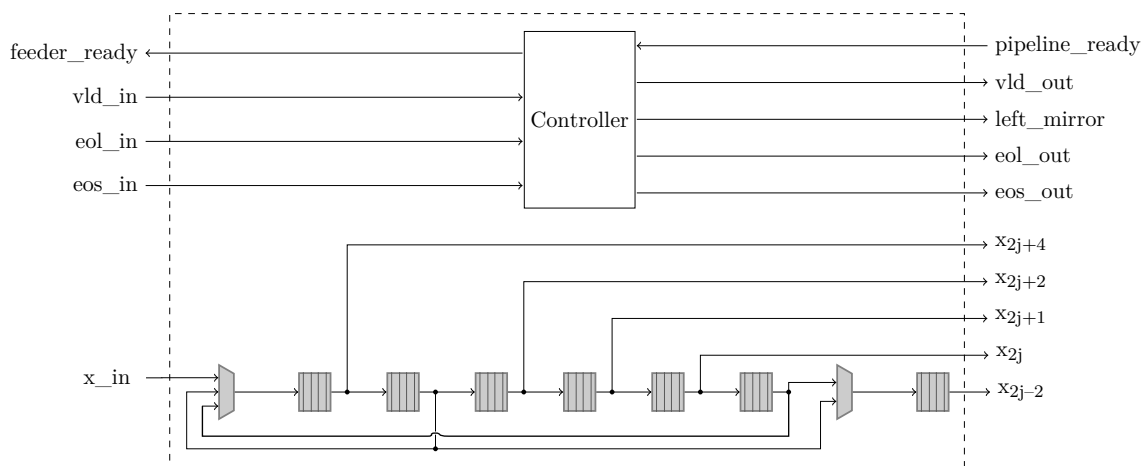 feeder_ready
vld_in
eol_in
eos_in
Controller
pipeline_ready
vld_out
left_mirror
eol_out
eos_out
x2j+4
x2j+2
x2j+1
x2j
x_in
x2j–2